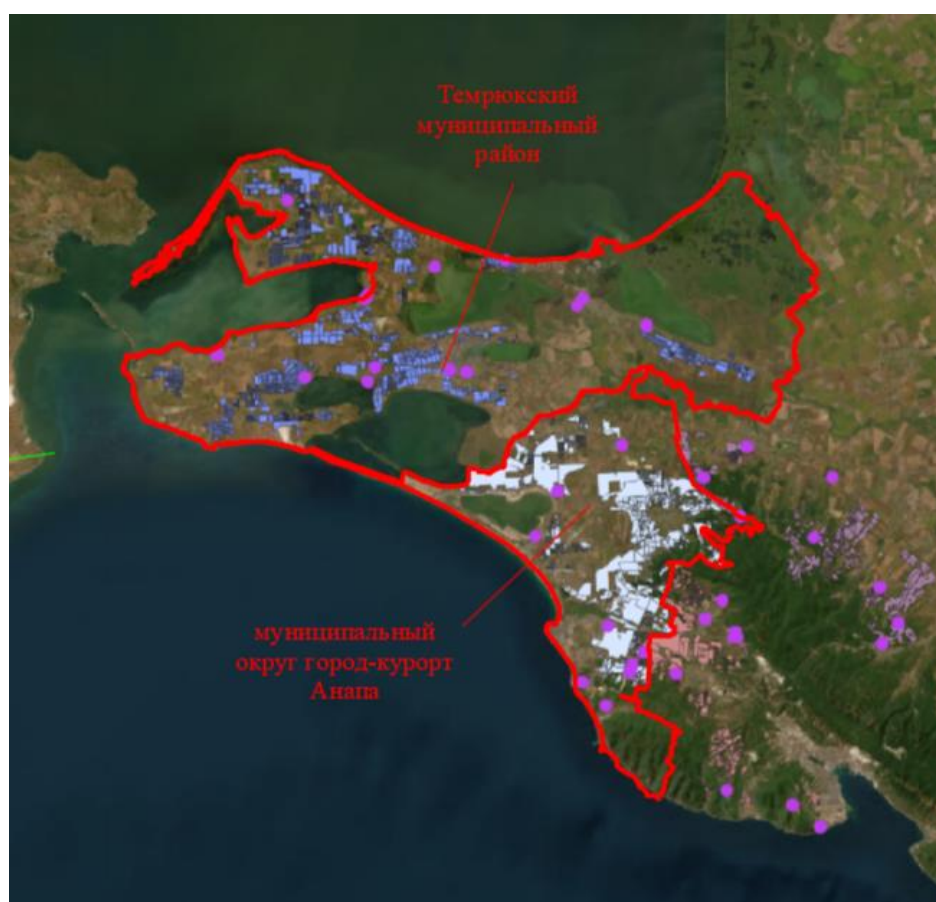 Темрюкский
муниципальный
район
муниципальный
округ город-курорт
Анапа